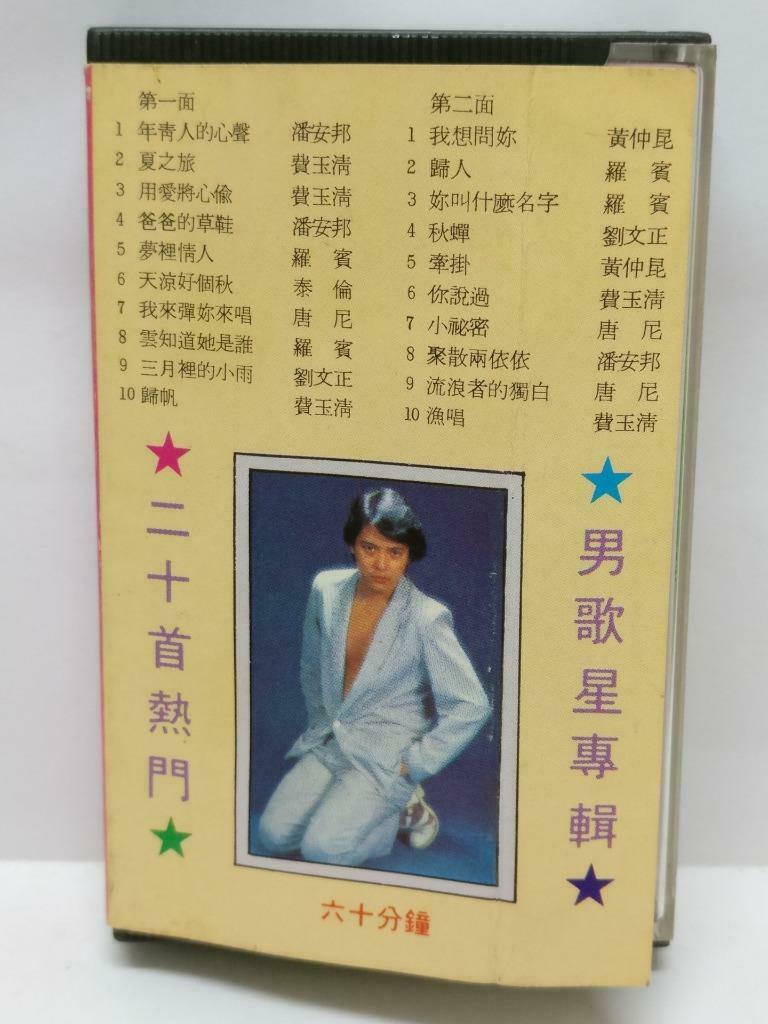 第一面
1 年靑人的心聲 潘安邦
2 夏之旅 費玉淸
3 用愛將心偸 費玉淸
4 爸爸的草鞋 潘安邦
5 夢裡情人 羅賓
6 天涼好個秋 泰倫
7 我來彈妳來唱 唐尼
8 雲知道她是誰 羅賓
9 三月裡的小雨 劉文正
10 歸帆 費玉淸
第二面
1 我想問妳 黃仲昆
2 歸人 羅賓
3 妳叫什麼名字 羅賓
4 秋蟬 劉文正
5 牽掛 黃仲昆
6 你說過 費玉淸
7 小祕密 唐尼
8 聚散兩依依 潘安邦
9 流浪者的獨白 唐尼
10 漁唱 費玉淸
二十首熱門
男歌星專輯
六十分鐘